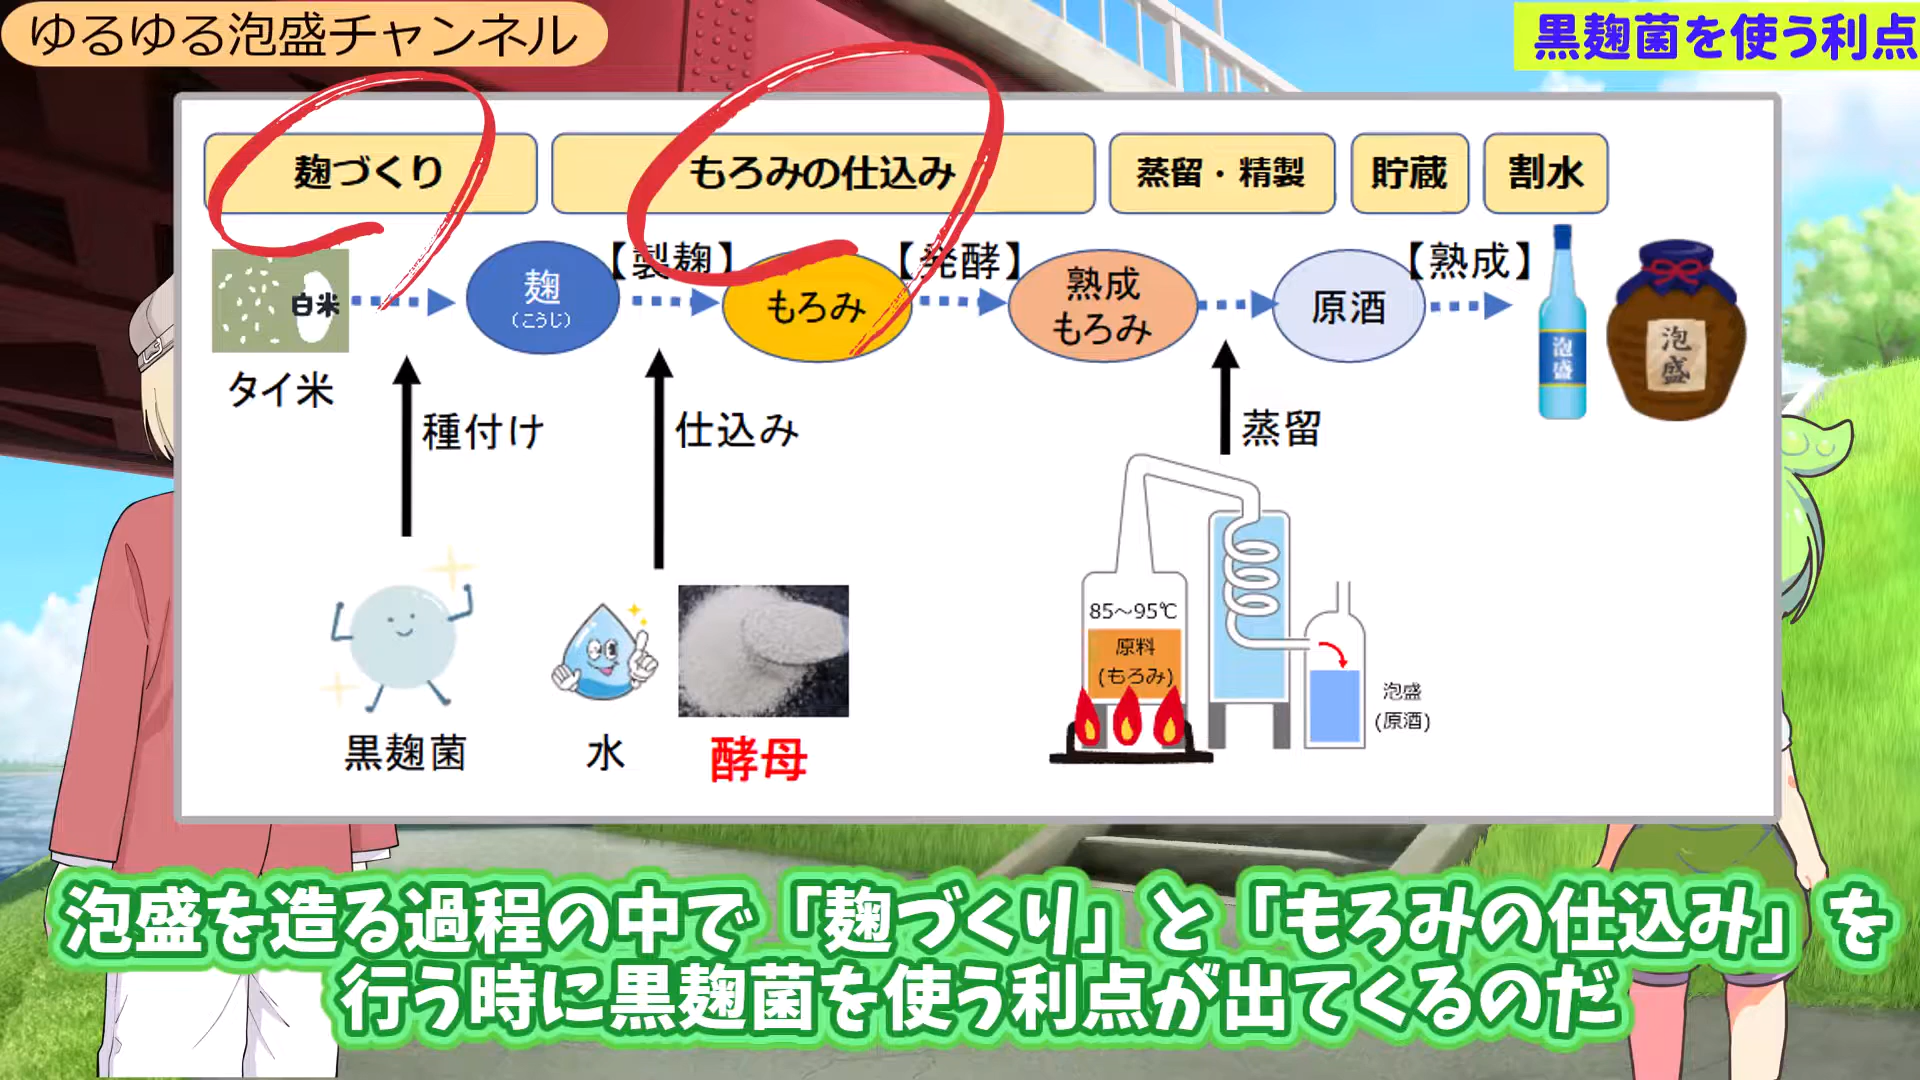 ゆるゆる泡盛チャンネル
黒麹菌を使う利点
麹づくり
もろみの仕込み
蒸留・精製
貯蔵
割水
白米
タイ米
麹
(こうじ)
【製麹】
もろみ
【発酵】
熟成
もろみ
原酒
【熟成】
泡盛
泡盛
種付け
仕込み
蒸留
黒麹菌
水
酵母
85~95℃
原料
(もろみ)
泡盛
(原酒)
泡盛を造る過程の中で「麹づくり」と「もろみの仕込み」を
行う時に黒麹菌を使う利点が出てくるのだ